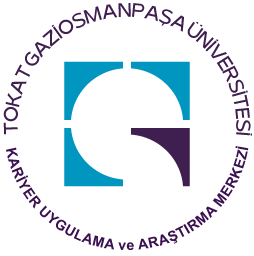 TOKAT GAZİOSMANPAŞA ÜNİVERSİTESİ
KARİYER UYGULAMA ve ARAŞTIRMA MERKEZİ